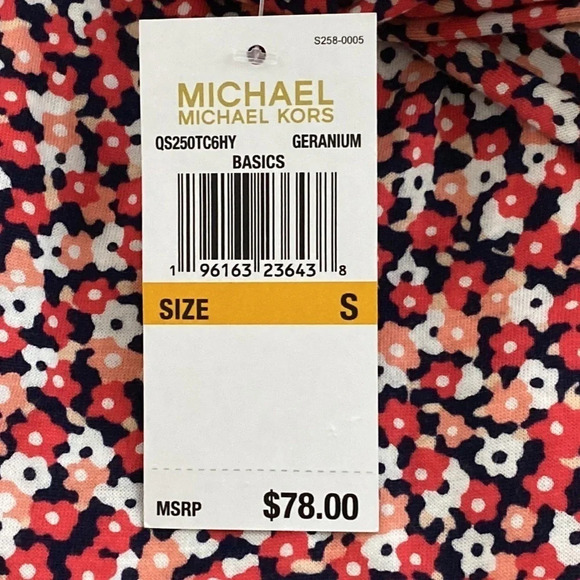 S258-0005
MICHAEL
MICHAEL KORS
QS250TC6HY GERANIUM
BASICS
1 96163 23643 8
SIZE S
MSRP $78.00